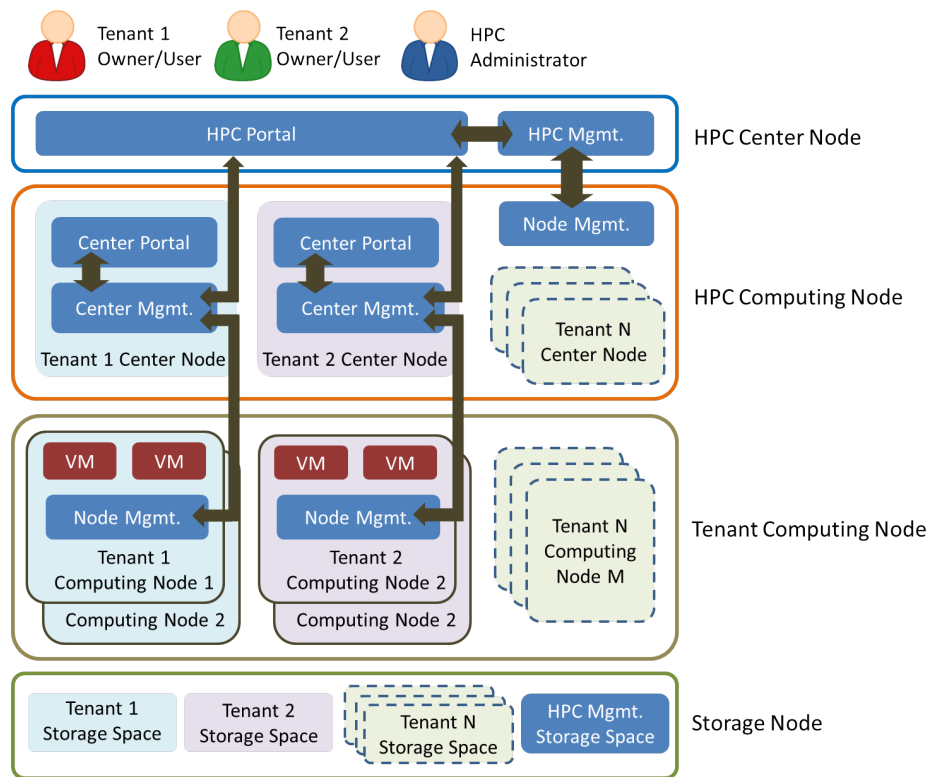 Tenant 1
Owner/User
Tenant 2
Owner/User
HPC
Administrator
HPC Portal
HPC Mgmt.
HPC Center Node
Center Portal
Center Mgmt.
Tenant 1 Center Node
Center Portal
Center Mgmt.
Tenant 2 Center Node
Node Mgmt.
Tenant N
Center Node
HPC Computing Node
VM
VM
Node Mgmt.
Tenant 1
Computing Node 1
Computing Node 2
VM
VM
Node Mgmt.
Tenant 2
Computing Node 2
Computing Node 2
Tenant N
Computing
Node M
Tenant Computing Node
Tenant 1
Storage Space
Tenant 2
Storage Space
Tenant N
Storage Space
HPC Mgmt.
Storage Space
Storage Node